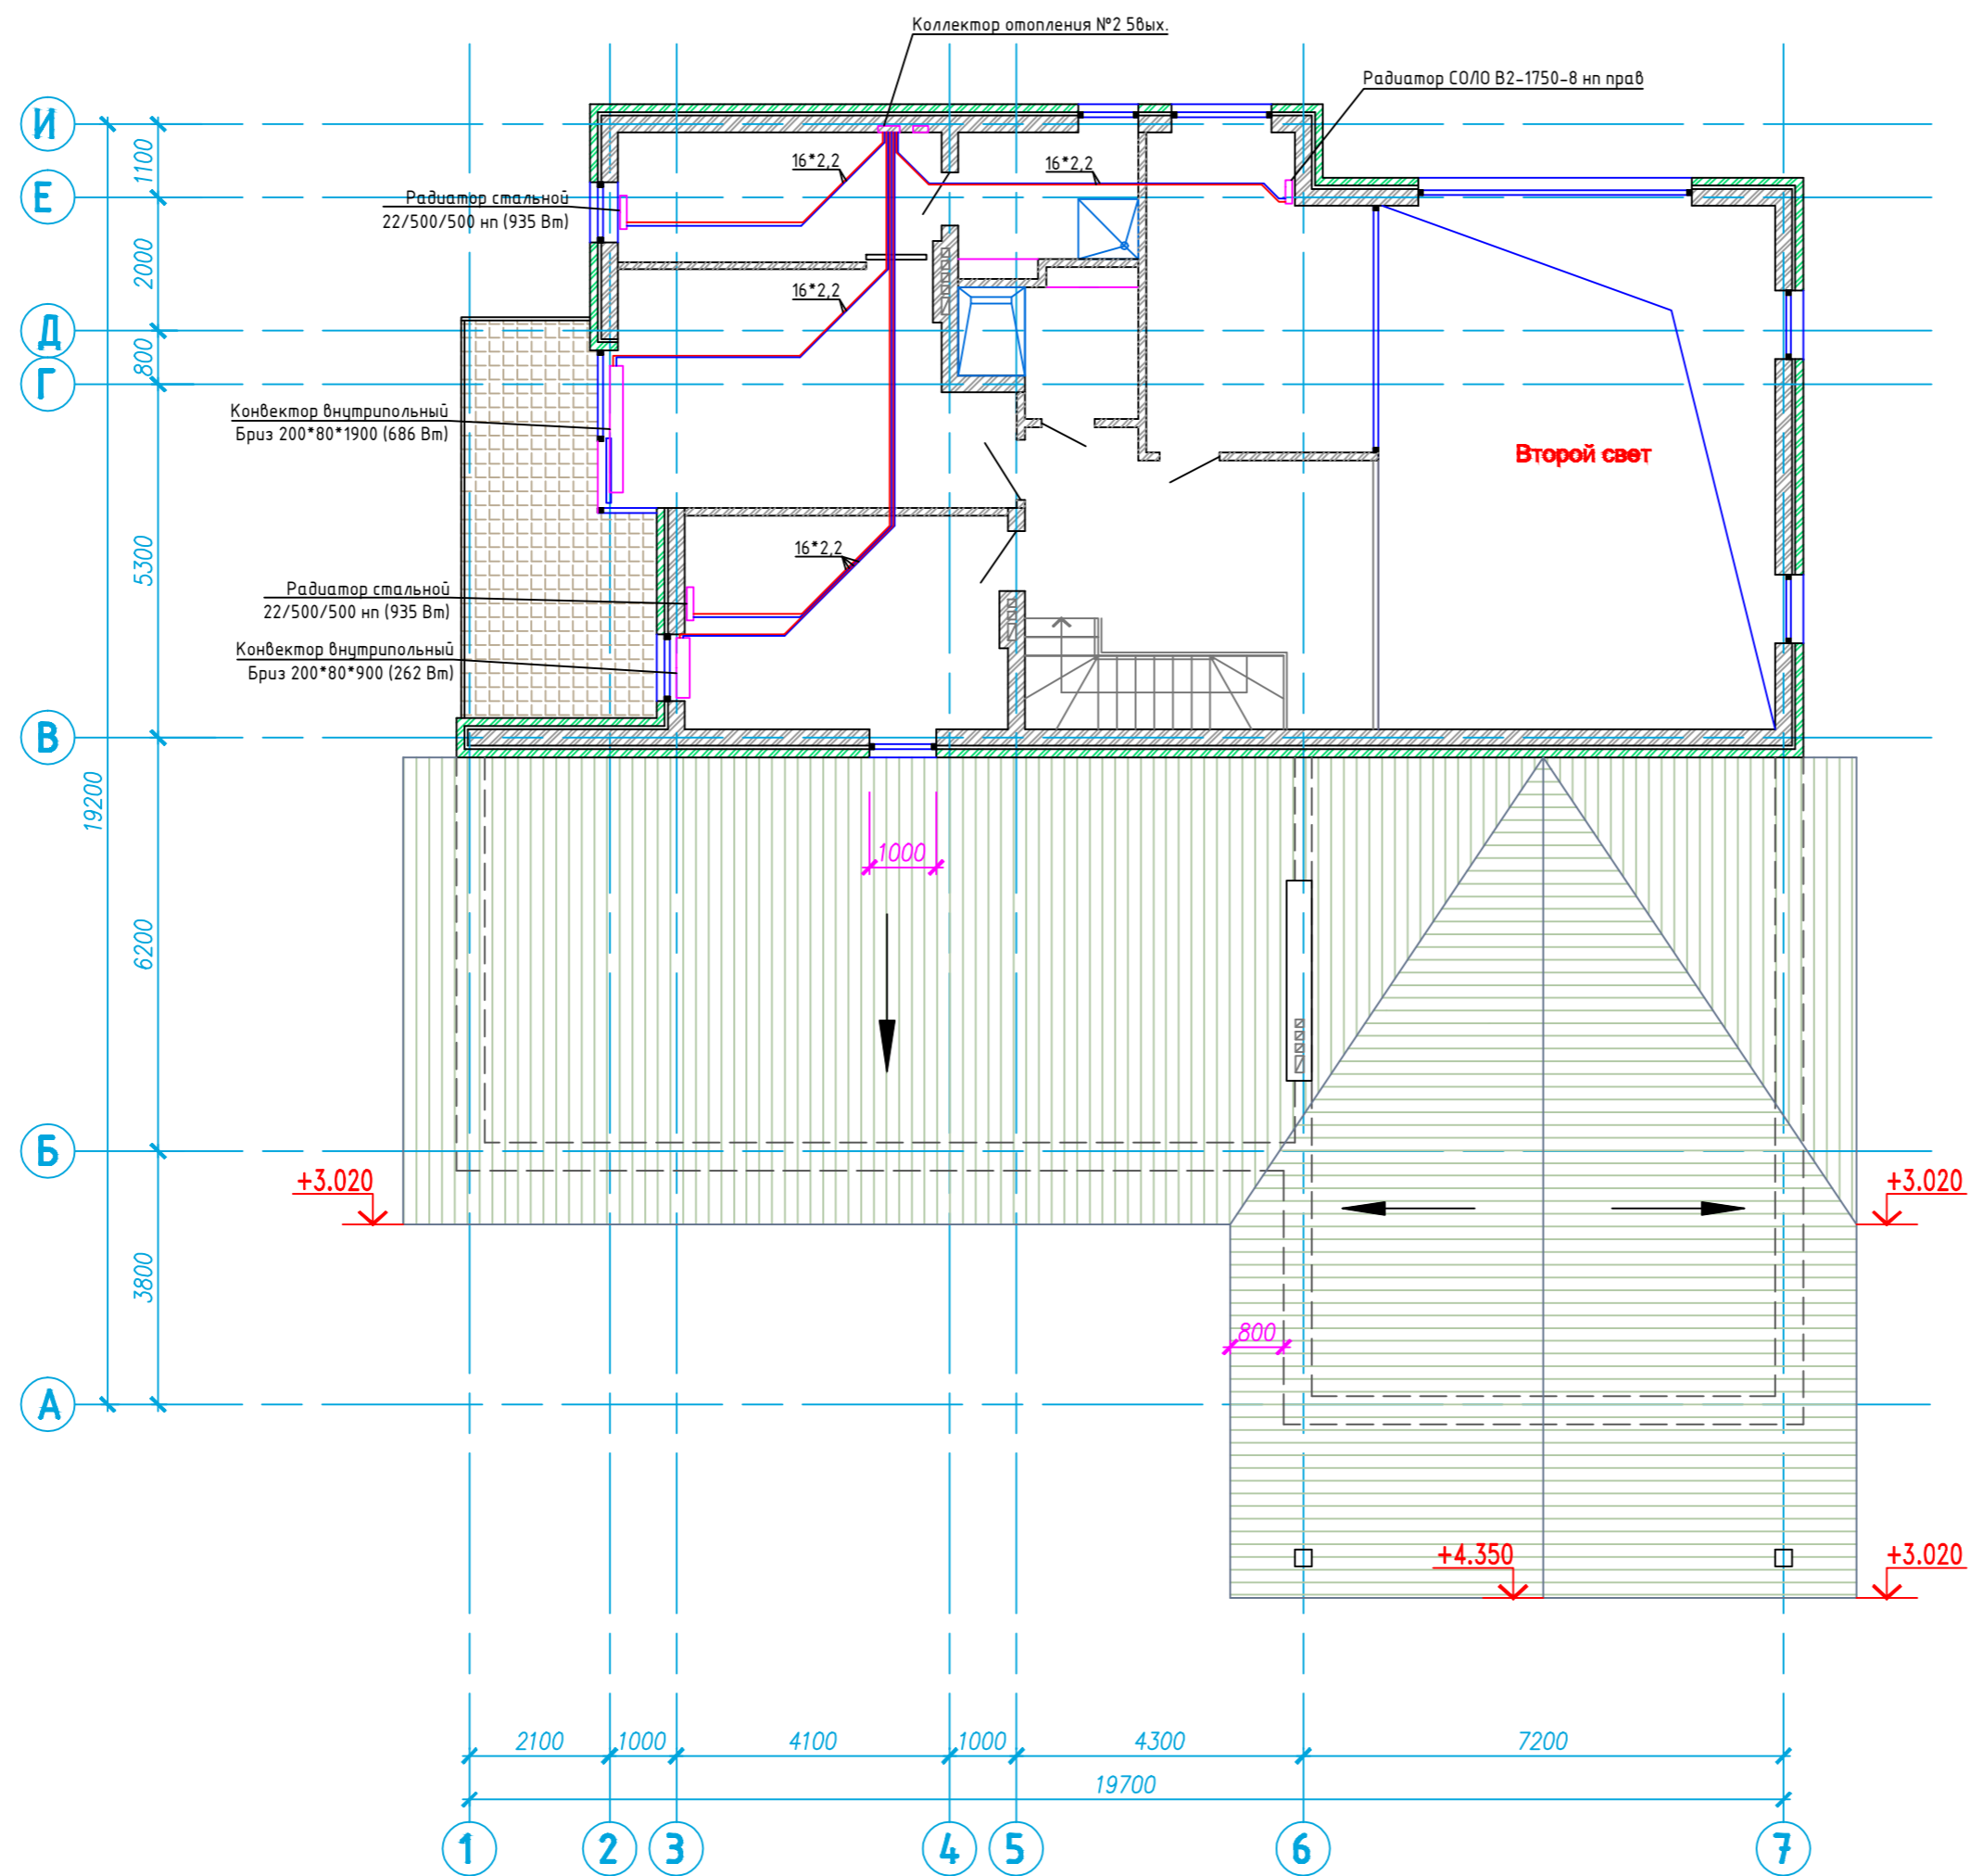 Коллектор отопления №2 5вых.
Радиатор СОЛО В2-1750-8 нп прав
И
1100
16*2,2
16*2,2
Е
Радиатор стальной
22/500/500 нп (935 Вт)
2000
16*2,2
Д
800
Г
Конвектор внутрипольный
Бриз 200*80*1900 (686 Вт)
Второй свет
5300
16*2,2
Радиатор стальной
22/500/500 нп (935 Вт)
Конвектор внутрипольный
Бриз 200*80*900 (262 Вт)
В
19200
1000
6200
Б
+3.020
+3.020
3800
800
А
+4.350
+3.020
2100
1000
4100
1000
4300
7200
19700
1
2
3
4
5
6
7